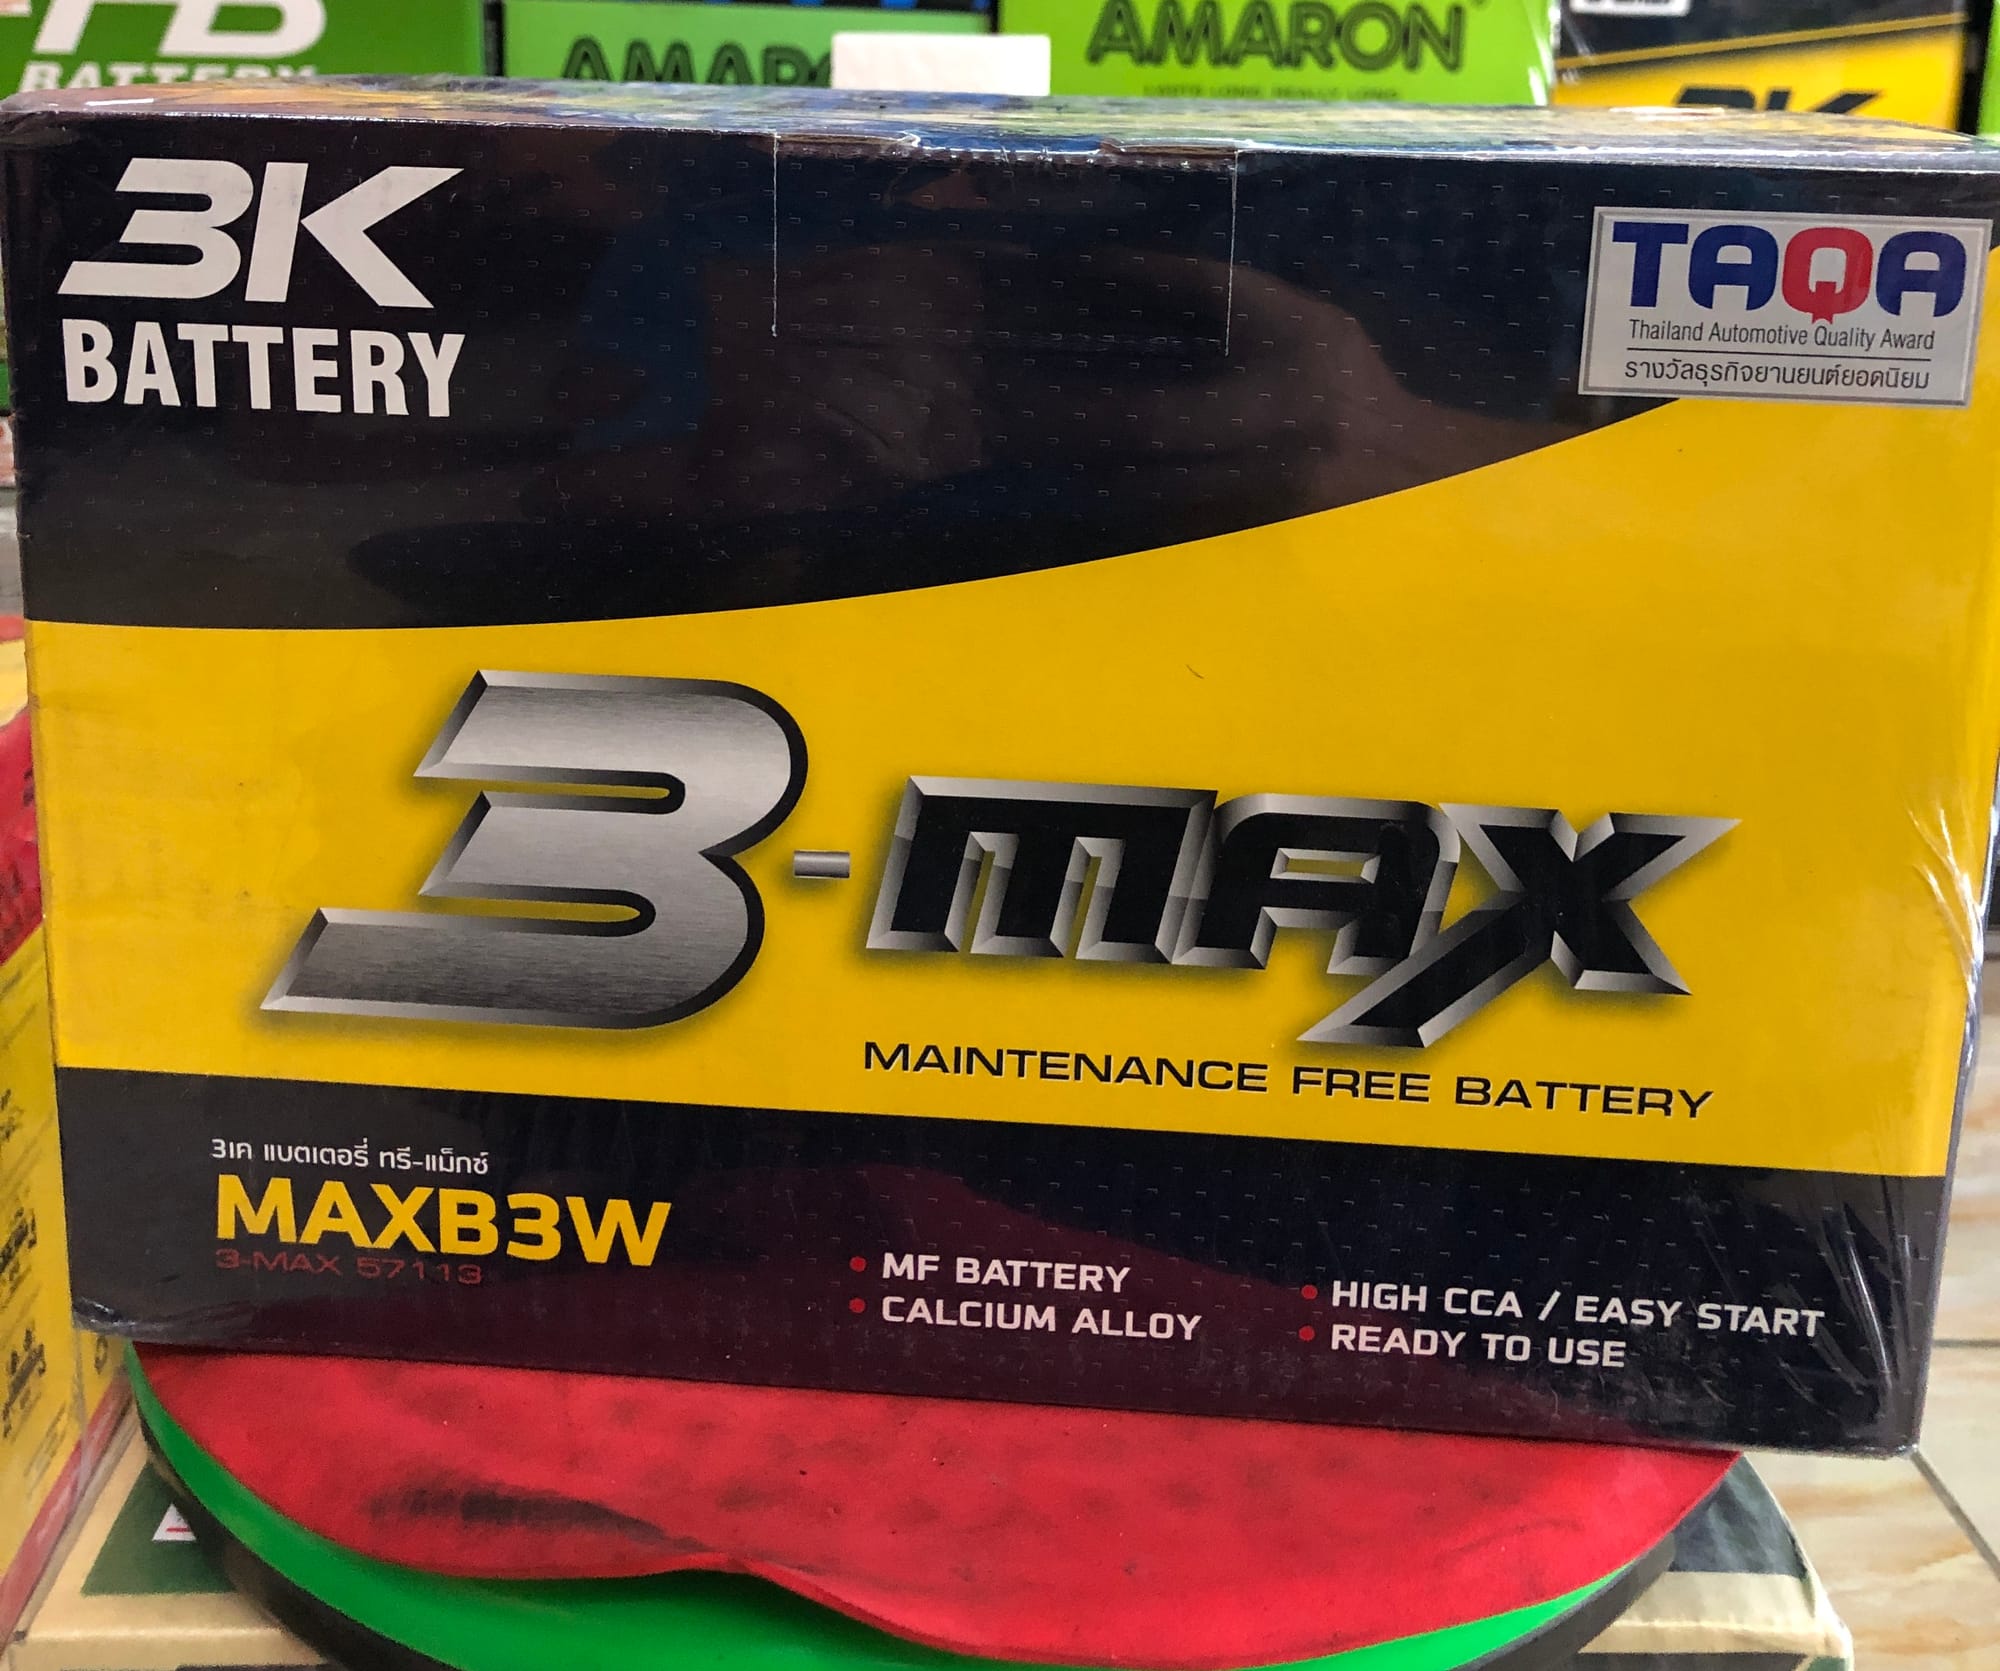 BATTERY
AMARON
3K
BATTERY
TAQA
Thailand Automotive Quality Award
รางวัลธุรกิจยานยนต์ยอดนิยม
3-MAX
MAINTENANCE FREE BATTERY
3เค แบตเตอรี่ ทรี-แม็กซ์
MAXB3W
3-MAX 57113
• MF BATTERY
• CALCIUM ALLOY
• HIGH CCA / EASY START
• READY TO USE